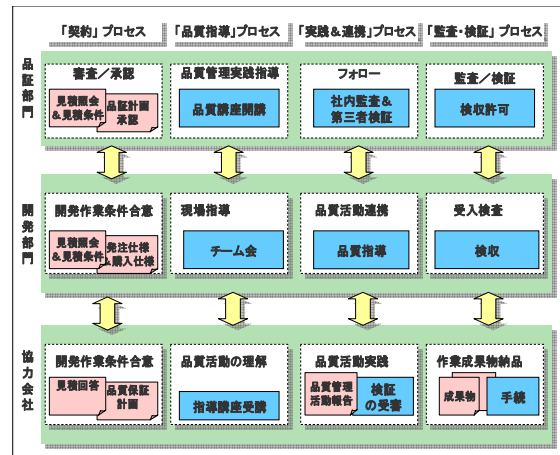 「契約」プロセス 「品質指導」プロセス 「実践＆連携」プロセス 「監査・検証」プロセス
品証部門
審査／承認
見積照会
＆見積条件
品証計画
承認
品質管理実践指導
品質講座開講
フォロー
社内監査＆
第三者検証
監査／検証
検収許可
開発部門
開発作業条件合意
見積照会
＆見積条件
発注仕様
＆購入仕様
現場指導
チーム会
品質活動連携
品質指導
受入検査
検収
協力会社
開発作業条件合意
見積回答
品質保証
計画
品質活動の理解
指導講座受講
品質活動実践
品質管理
活動報告
検証
の受審
作業成果物納品
成果物
手続